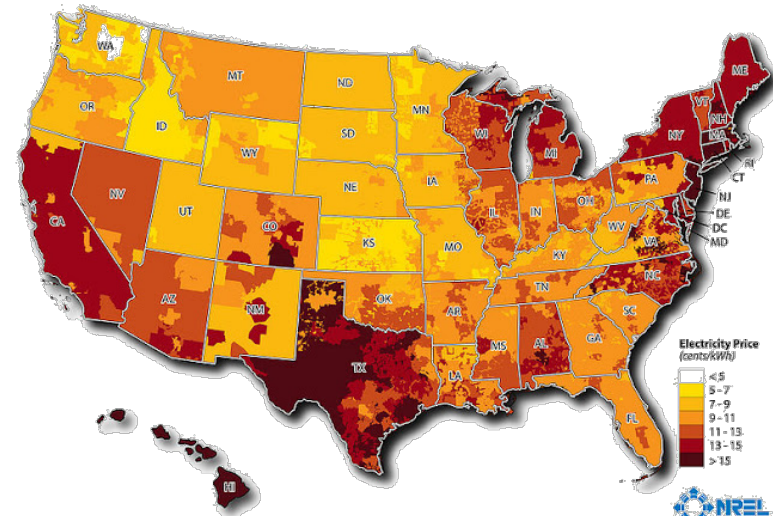 WA
MT
ND
MN
OR
ID
SD
WI
MI
WY
ME
VT
NH
NY
MA
RI
CT
NJ
DE
DC
MD
NV
UT
NE
IA
PA
CA
CO
KS
MO
IL
IN
OH
WV
VA
KY
NC
TN
AZ
NM
OK
AR
SC
MS
AL
GA
TX
LA
FL
HI
Electricity Price
(cents/kWh)
<5
5-7
7-9
9-11
11-13
13-15
>15
NREL